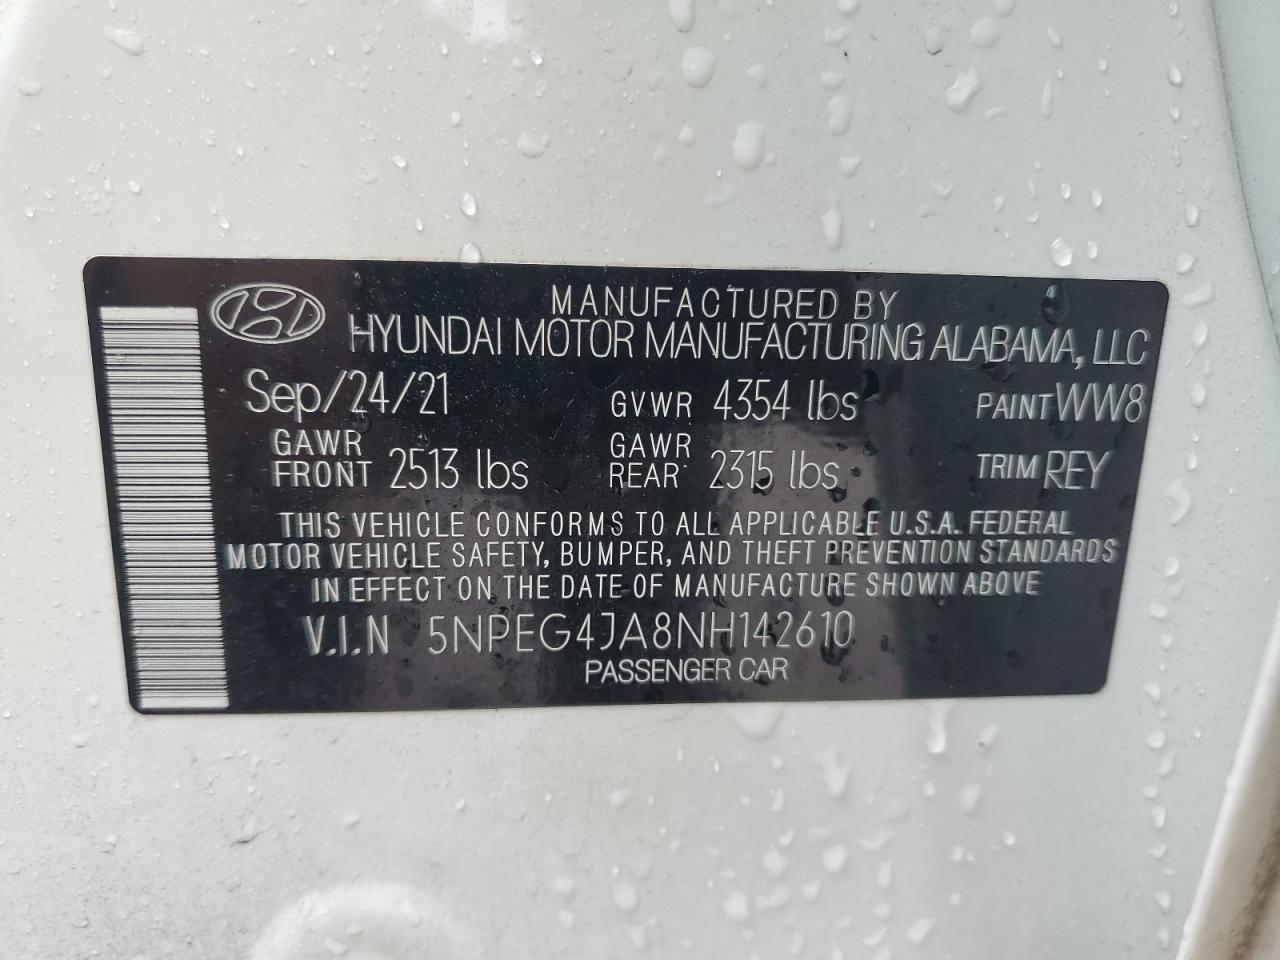 MANUFACTURED BY
HYUNDAI MOTOR MANUFACTURING ALABAMA, LLC
Sep/24/21 GVWR 4354 lbs PAINT WW8
GAWR FRONT 2513 lbs GAWR REAR 2315 lbs TRIM REY
THIS VEHICLE CONFORMS TO ALL APPLICABLE U.S.A. FEDERAL
MOTOR VEHICLE SAFETY, BUMPER, AND THEFT PREVENTION STANDARDS
IN EFFECT ON THE DATE OF MANUFACTURE SHOWN ABOVE
V.I.N 5NPEG4JA8NH142610
PASSENGER CAR